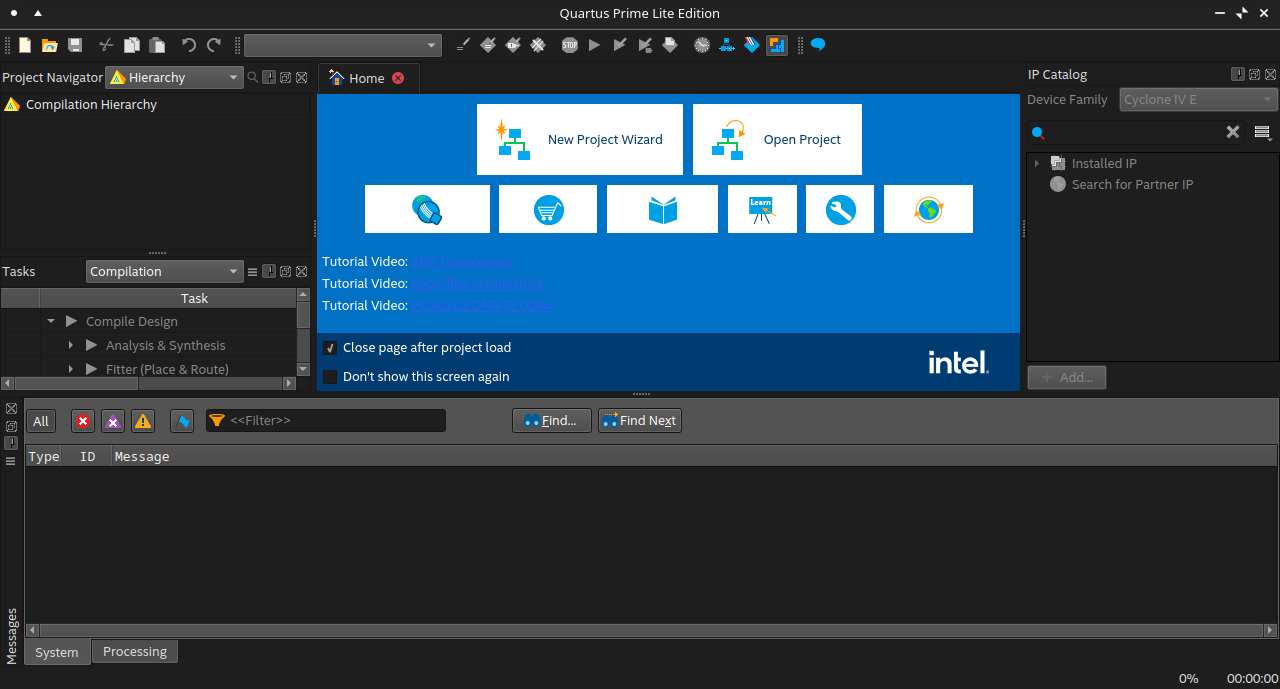 Quartus Prime Lite Edition
Project Navigator
Hierarchy
Compilation Hierarchy
Tasks
Compilation
Task
Compile Design
Analysis & Synthesis
Fitter (Place & Route)
Home
New Project Wizard
Open Project
Learn
Tutorial Video:
Tutorial Video:
Tutorial Video:
Close page after project load
Don't show this screen again
intel.
IP Catalog
Device Family
Cyclone IV E
Installed IP
Search for Partner IP
+ Add...
All
<<Filter>>
Find...
Find Next
Type ID Message
Messages
System
Processing
0% 00:00:00
STOP